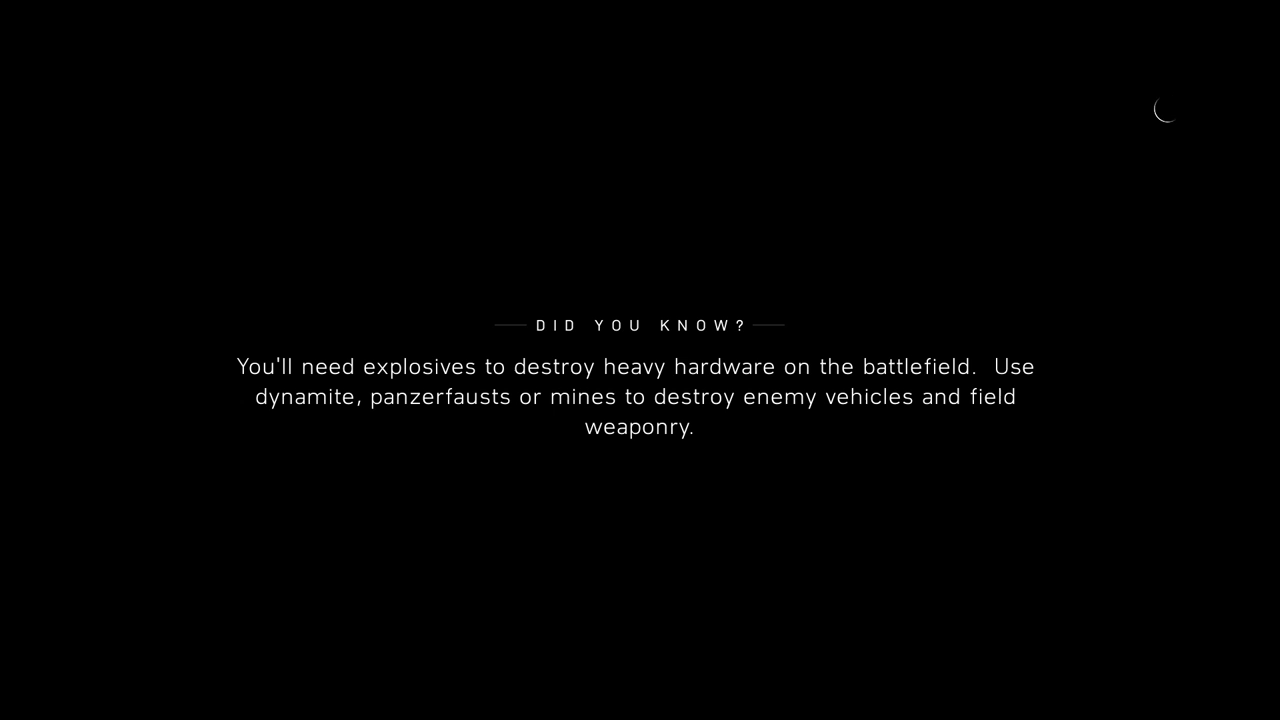 DID YOU KNOW?
You'll need explosives to destroy heavy hardware on the battlefield.  Use
dynamite, panzerfausts or mines to destroy enemy vehicles and field
weaponry.